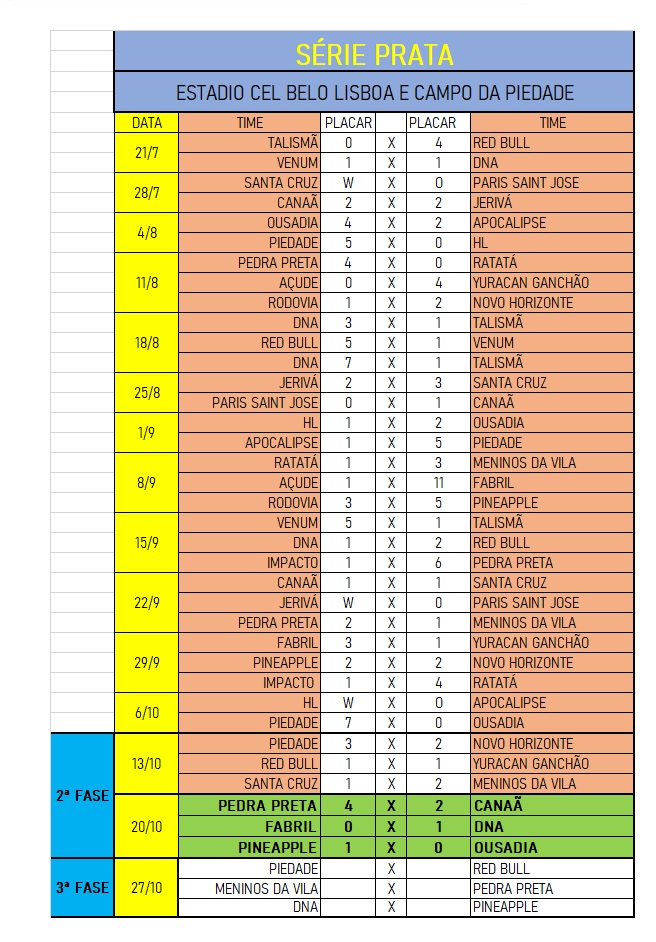 SÉRIE PRATA
ESTADIO CEL BELO LISBOA E CAMPO DA PIEDADE
DATA TIME PLACAR PLACAR TIME
21/7 TALISMÃ 0 X 4 RED BULL
VENUM 1 X 1 DNA
28/7 SANTA CRUZ W X O PARIS SAINT JOSE
CANAÃ 2 X 2 JERIVÁ
4/8 OUSADIA 4 X 2 APOCALIPSE
PIEDADE 5 X 0 HL
11/8 PEDRA PRETA 4 X 0 RATATÁ
AÇUDE 0 X 4 YURACAN GANCHÃO
RODOVIA 1 X 2 NOVO HORIZONTE
18/8 DNA 3 X 1 TALISMÃ
RED BULL 5 X 1 VENUM
DNA 7 X 1 TALISMÃ
25/8 JERIVÁ 2 X 3 SANTA CRUZ
PARIS SAINT JOSE 0 X 1 CANAÃ
1/9 HL 1 X 2 OUSADIA
APOCALIPSE 1 X 5 PIEDADE
8/9 RATATÁ 1 X 3 MENINOS DA VILA
AÇUDE 1 X 11 FABRIL
RODOVIA 3 X 5 PINEAPPLE
15/9 VENUM 5 X 1 TALISMÃ
DNA 1 X 2 RED BULL
IMPACTO 1 X 6 PEDRA PRETA
22/9 CANAÃ 1 X 1 SANTA CRUZ
JERIVÁ W X O PARIS SAINT JOSE
PEDRA PRETA 2 X 1 MENINOS DA VILA
29/9 FABRIL 3 X 1 YURACAN GANCHÃO
PINEAPPLE 2 X 2 NOVO HORIZONTE
IMPACTO 1 X 4 RATATÁ
6/10 HL W X O APOCALIPSE
PIEDADE 7 X 0 OUSADIA
2ª FASE 13/10 PIEDADE 3 X 2 NOVO HORIZONTE
RED BULL 1 X 1 YURACAN GANCHÃO
SANTA CRUZ 1 X 2 MENINOS DA VILA
20/10 PEDRA PRETA 4 X 2 CANAÃ
FABRIL 0 X 1 DNA
PINEAPPLE 1 X 0 OUSADIA
3ª FASE 27/10 PIEDADE X RED BULL
MENINOS DA VILA X PEDRA PRETA
DNA X PINEAPPLE